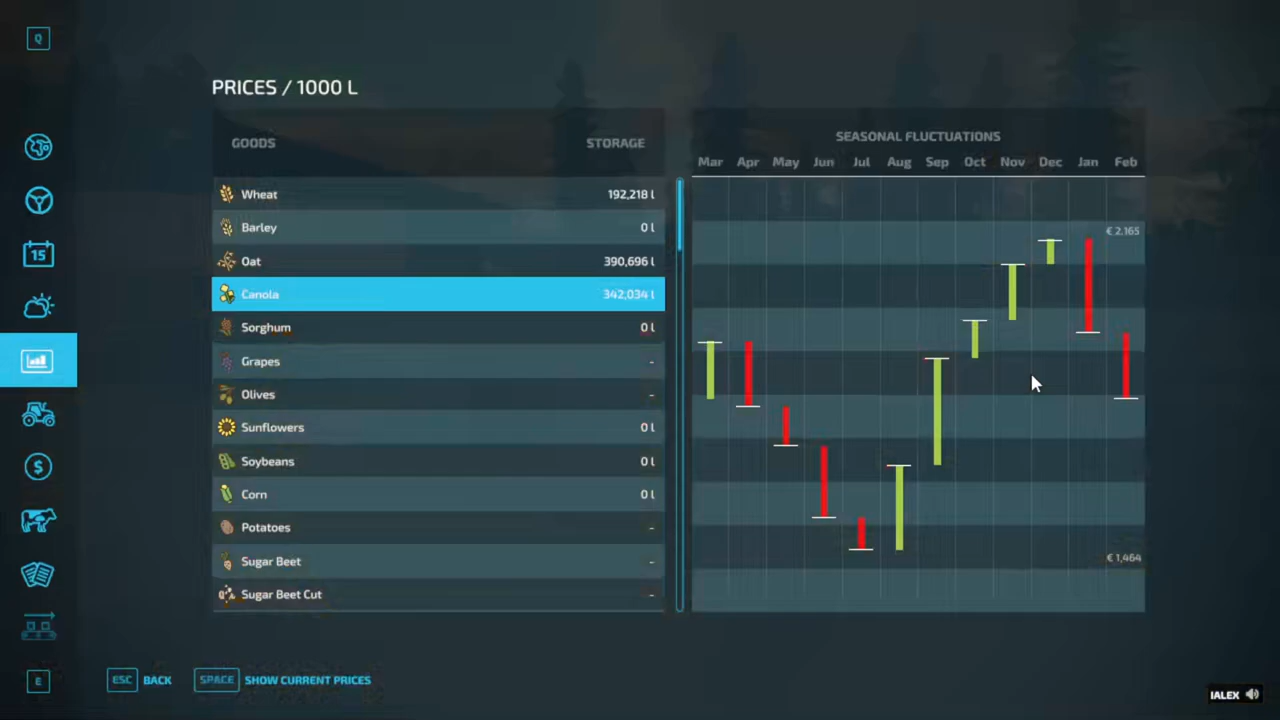 Q
PRICES / 1000 L
GOODS STORAGE
SEASONAL FLUCTUATIONS
Mar Apr May Jun Jul Aug Sep Oct Nov Dec Jan Feb
Wheat 192,218 l
Barley 0 l
€ 2,165
15
Oat 390,696 l
Canola 342,034 l
Sorghum 0 l
Grapes -
Olives -
Sunflowers 0 l
Soybeans 0 l
$
Corn 0 l
Potatoes -
Sugar Beet -
€ 1,464
Sugar Beet Cut -
E
ESC BACK SPACE SHOW CURRENT PRICES
IALEX